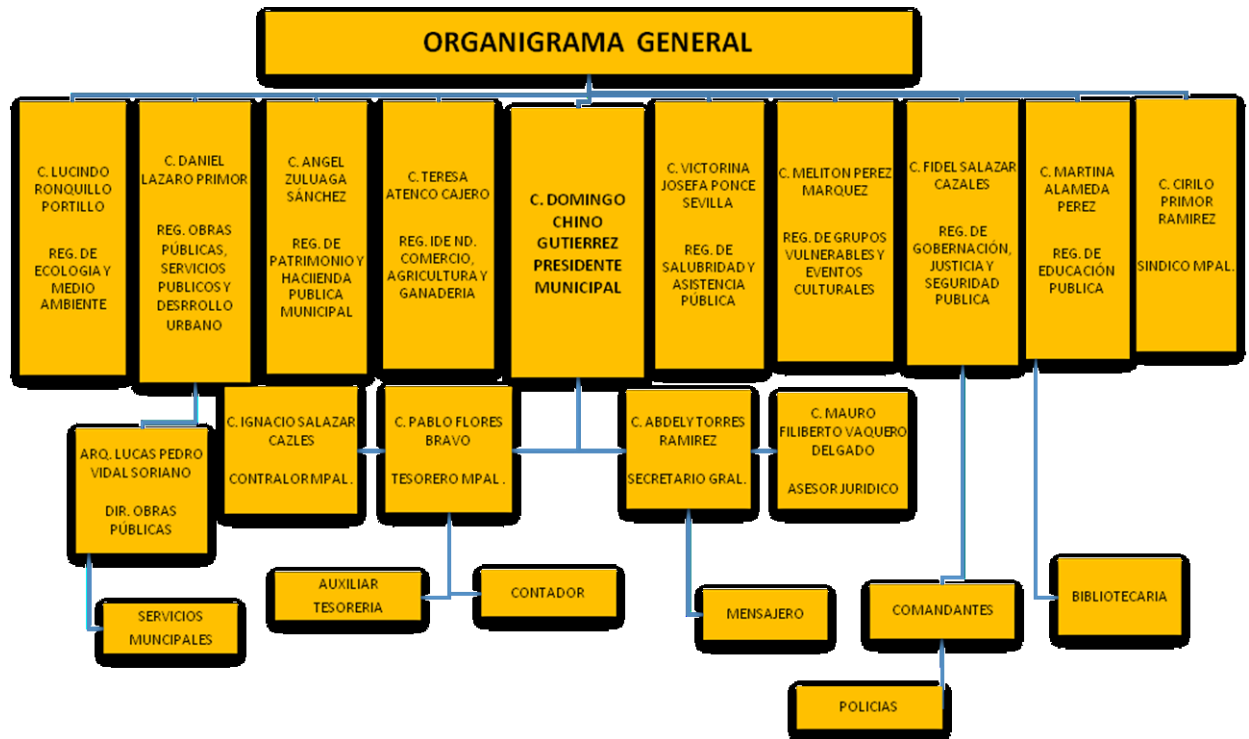 ORGANIGRAMA GENERAL
C. LUCINDO
RONQUILLO
PORTILLO
REG. DE
ECOLOGIA Y
MEDIO
AMBIENTE
C. DANIEL
LAZARO PRIMOR
REG. OBRAS
PÚBLICAS,
SERVICIOS
PUBLICOS Y
DESRROLLO
URBANO
C. ANGEL
ZULUAGA
SÁNCHEZ
REG. DE
PATRIMONIO Y
HACIIENDA
PUBLICA
MUNICIPAL
C. TERESA
ATENCO CAJERO
REG. IDE ND.
COMERCIO,
AGRICULTURA Y
GANADERIA
C. DOMINGO
CHINO
GUTIERREZ
PRESIDENTE
MUNICIPAL
C. VICTORINA
JOSEFA PONCE
SEVILLA
REG. DE
SALUBRIDAD Y
ASISTENCIA
PÚBLICA
C. MELITON PEREZ
MARQUEZ
REG. DE GRUPOS
VULNERABLES Y
EVENTOS
CULTURALES
C. FIDEL SALAZAR
CAZALES
REG. DE
GOBERNACIÓN,
JUSTICIA Y
SEGURIDAD
PUBLICA
C. MARTINA
ALAMEDA
PEREZ
REG. DE
EDUCACIÓN
PUBLICA
C. CIRILO
PRIMOR
RAMIREZ
SINDICO MPAL.
ARQ. LUCAS PEDRO
VIDAL SORIANO
DIR. OBRAS
PÚBLICAS
C. IGNACIO SALAZAR
CAZLES
CONTRALOR MPAL.
C. PABLO FLORES
BRAVO
TESORERO MPAL.
C. ABDELY TORRES
RAMIREZ
SECRETARIO GRAL.
C. MAURO
FILIBERTO VAQUERO
DELGADO
ASESOR JURIDICO
SERVICIOS
MUNCIPALES
AUXILIAR
TESORERIA
CONTADOR
MENSAJERO
COMANDANTES
BIBLIOTECARIA
POLICIAS